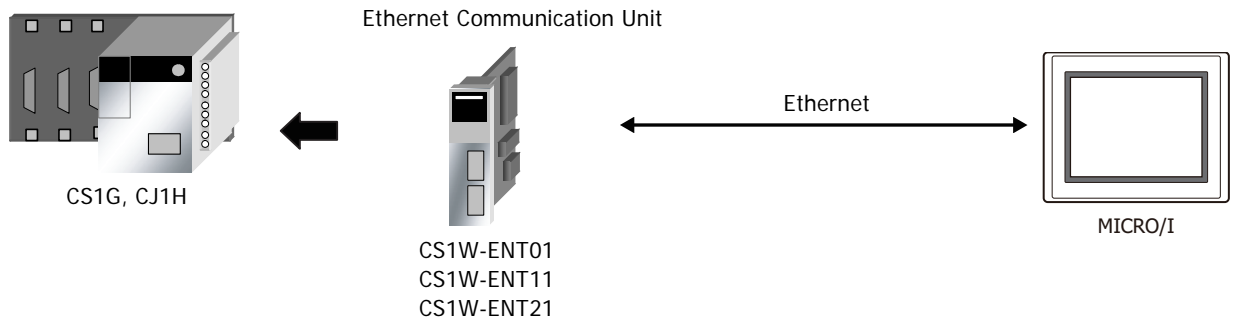 Ethernet Communication Unit
Ethernet
CS1G, CJ1H
MICRO/I
CS1W-ENT01
CS1W-ENT11
CS1W-ENT21